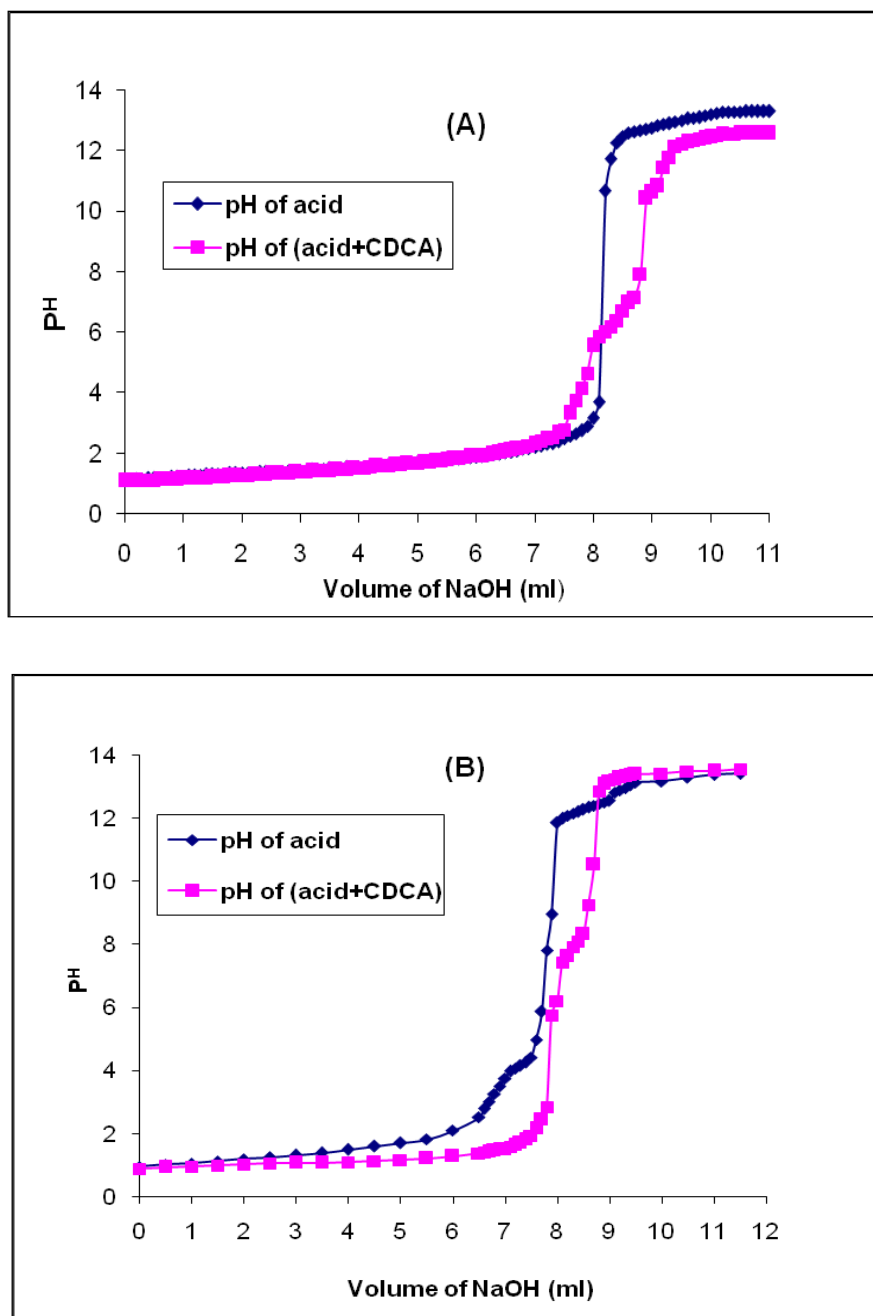 (A)
14
12
10
8
6
4
2
0
pH of acid
pH of (acid+CDCA)
P^H
0 1 2 3 4 5 6 7 8 9 10 11
Volume of NaOH (ml)
(B)
14
12
10
8
6
4
2
0
pH of acid
pH of (acid+CDCA)
P^H
0 1 2 3 4 5 6 7 8 9 10 11 12
Volume of NaOH (ml)